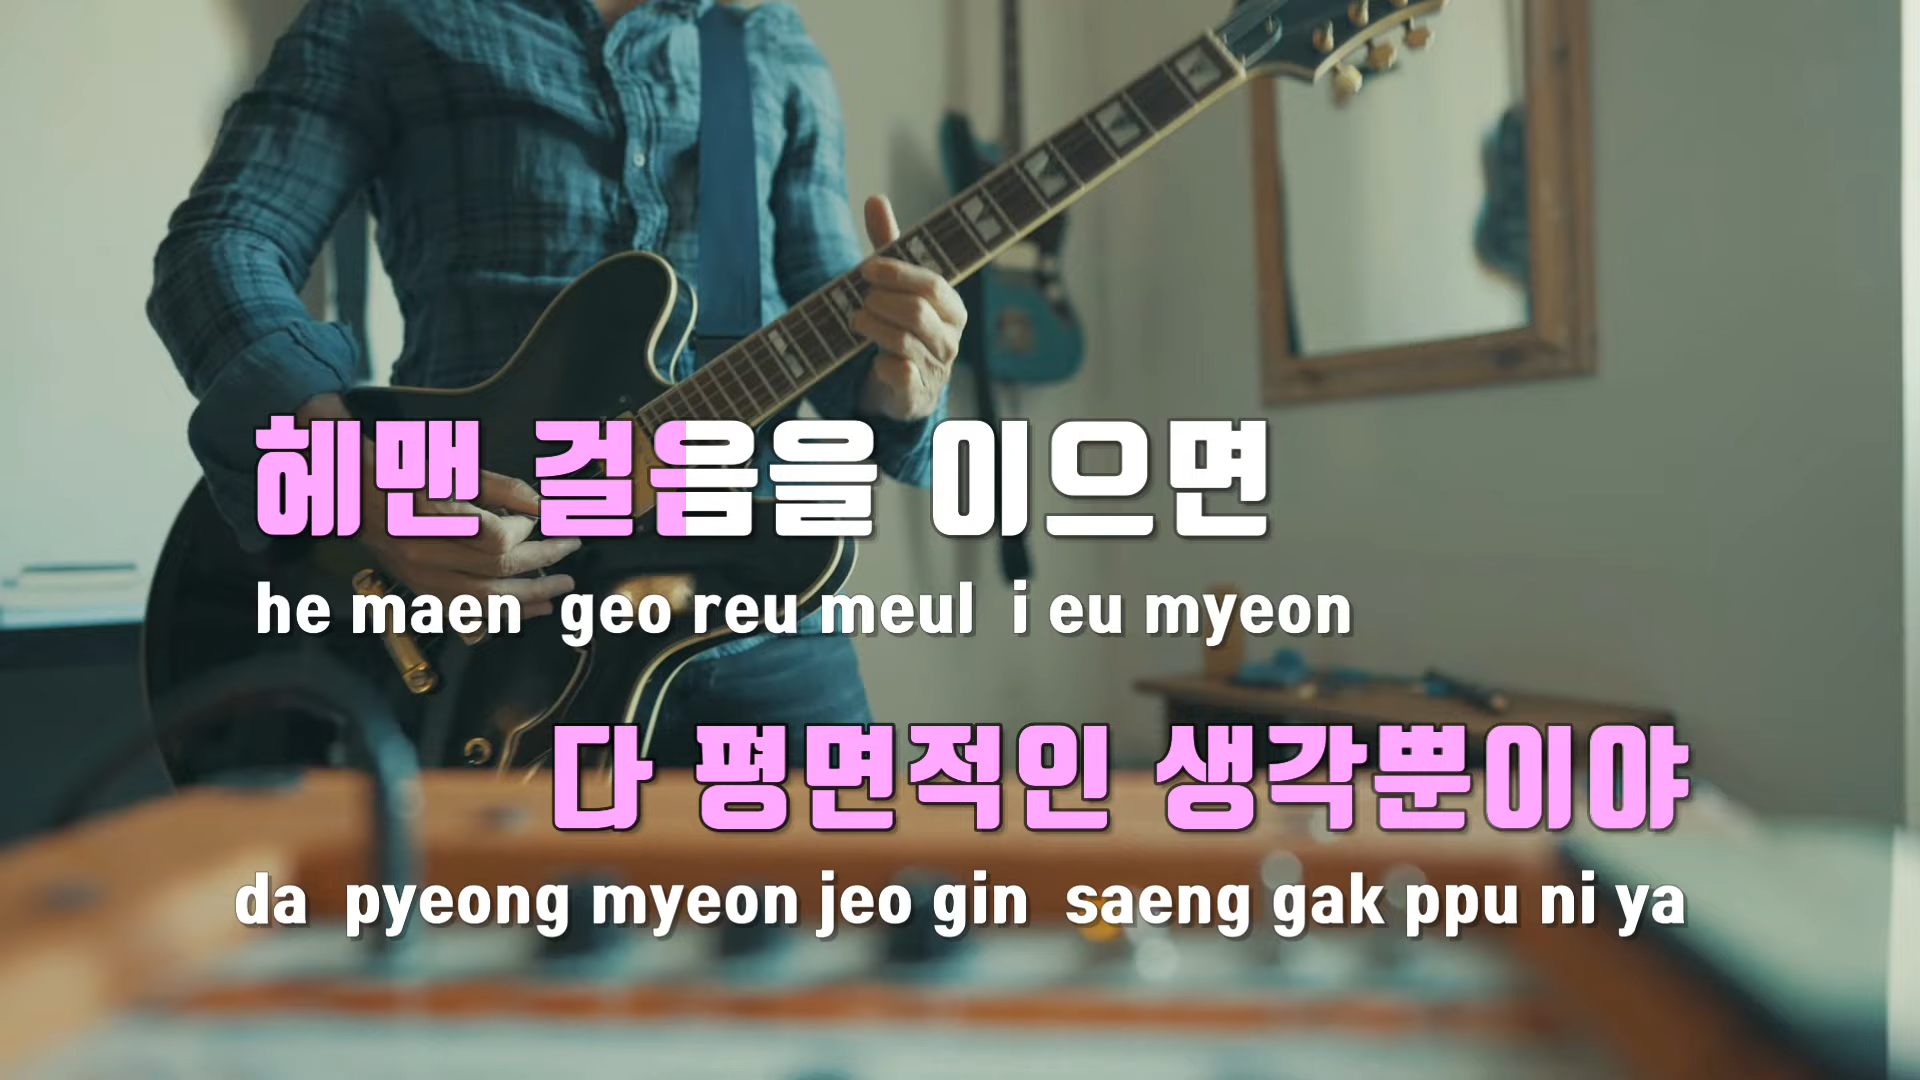 헤맨 걸음을 이으면
he maen geo reu meul i eu myeon
다 평면적인 생각뿐이야
da pyeong myeon jeo gin saeng gak ppu ni ya